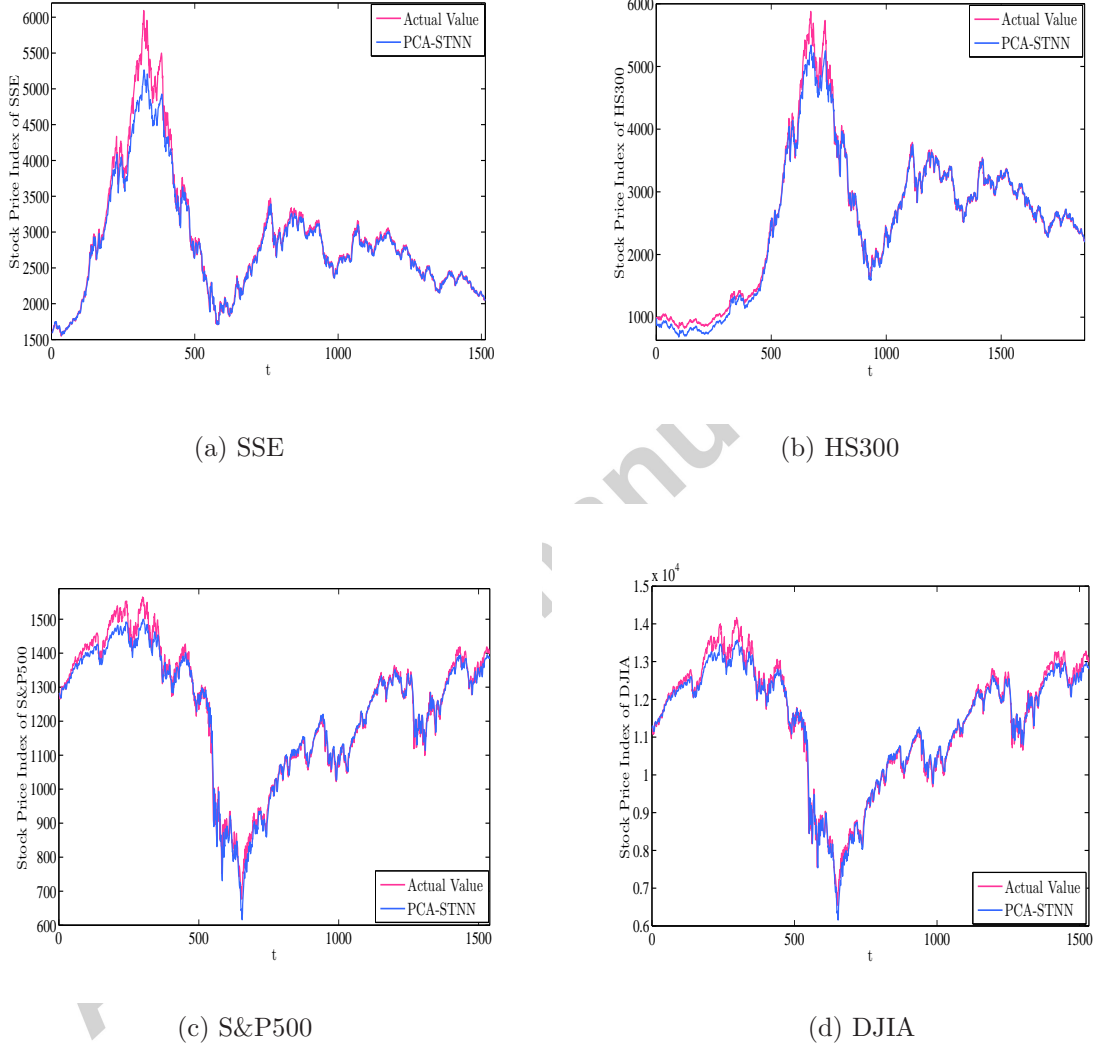 Actual Value
PCA-STNN
6000
5500
5000
4500
4000
3500
3000
2500
2000
1500
0
500
1000
1500
Stock Price Index of SSE
t
(a) SSE
Actual Value
PCA-STNN
6000
5000
4000
3000
2000
1000
0
500
1000
1500
Stock Price Index of HS300
t
(b) HS300
1500
1400
1300
1200
1100
1000
900
800
700
600
0
500
1000
1500
Stock Price Index of S&P500
t
Actual Value
PCA-STNN
(c) S&P500
x 10^4
1.5
1.4
1.3
1.2
1.1
1
0.9
0.8
0.7
0.6
0
500
1000
1500
Stock Price Index of DJIA
t
Actual Value
PCA-STNN
(d) DJIA